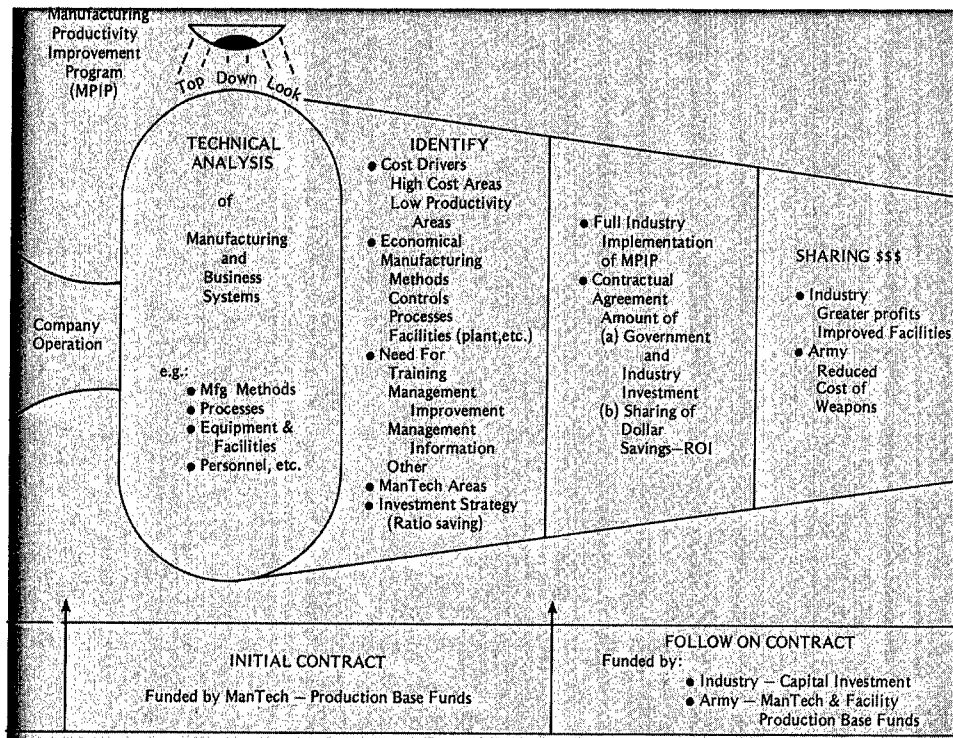 Manufacturing
Productivity
Improvement
Program
(MPIP)
Top Down Look
Company
Operation
TECHNICAL
ANALYSIS
of
Manufacturing
and
Business
Systems
e.g.:
● Mfg Methods
● Processes
● Equipment &
Facilities
● Personnel, etc.
IDENTIFY
● Cost Drivers
High Cost Areas
Low Productivity
Areas
● Economical
Manufacturing
Methods
Controls
Processes
Facilities (plant,etc.)
● Need For
Training
Management
Improvement
Management
Information
Other
● ManTech Areas
● Investment Strategy
(Ratio saving)
● Full Industry
Implementation
of MPIP
● Contractual
Agreement
Amount of
(a) Government
and
Industry
Investment
(b) Sharing of
Dollar
Savings—ROI
SHARING $$$
● Industry
Greater profits
Improved Facilities
● Army
Reduced
Cost of
Weapons
INITIAL CONTRACT
Funded by ManTech — Production Base Funds
FOLLOW ON CONTRACT
Funded by:
● Industry — Capital Investment
● Army — ManTech & Facility
Production Base Funds